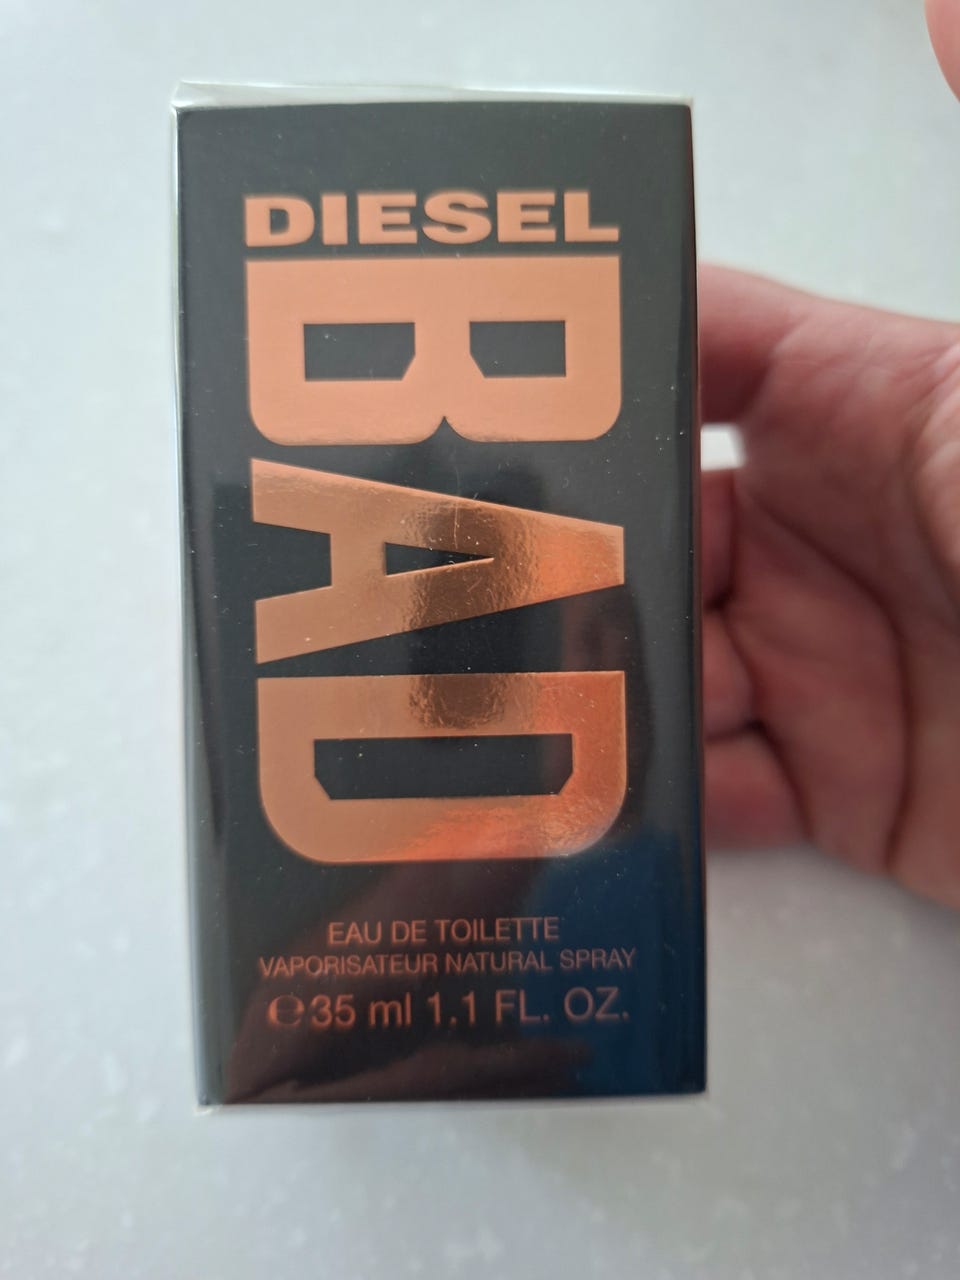 DIESEL
BAD
EAU DE TOILETTE
VAPORISATEUR NATURAL SPRAY
℮35 ml 1.1 FL. OZ.